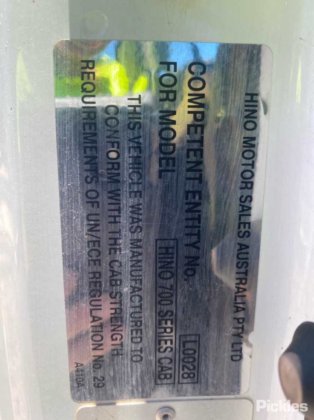 HINO MOTOR SALES AUSTRALIA PTY LTD
COMPETENT ENTITY No. L0028
FOR MODEL HINO 700 SERIES CAB
THIS VEHICLE WAS MANUFACTURED TO
CONFORM WITH THE CAB STRENGTH
REQUIREMENTS OF UN/ECE REGULATION No. 29
A410A
Pickles